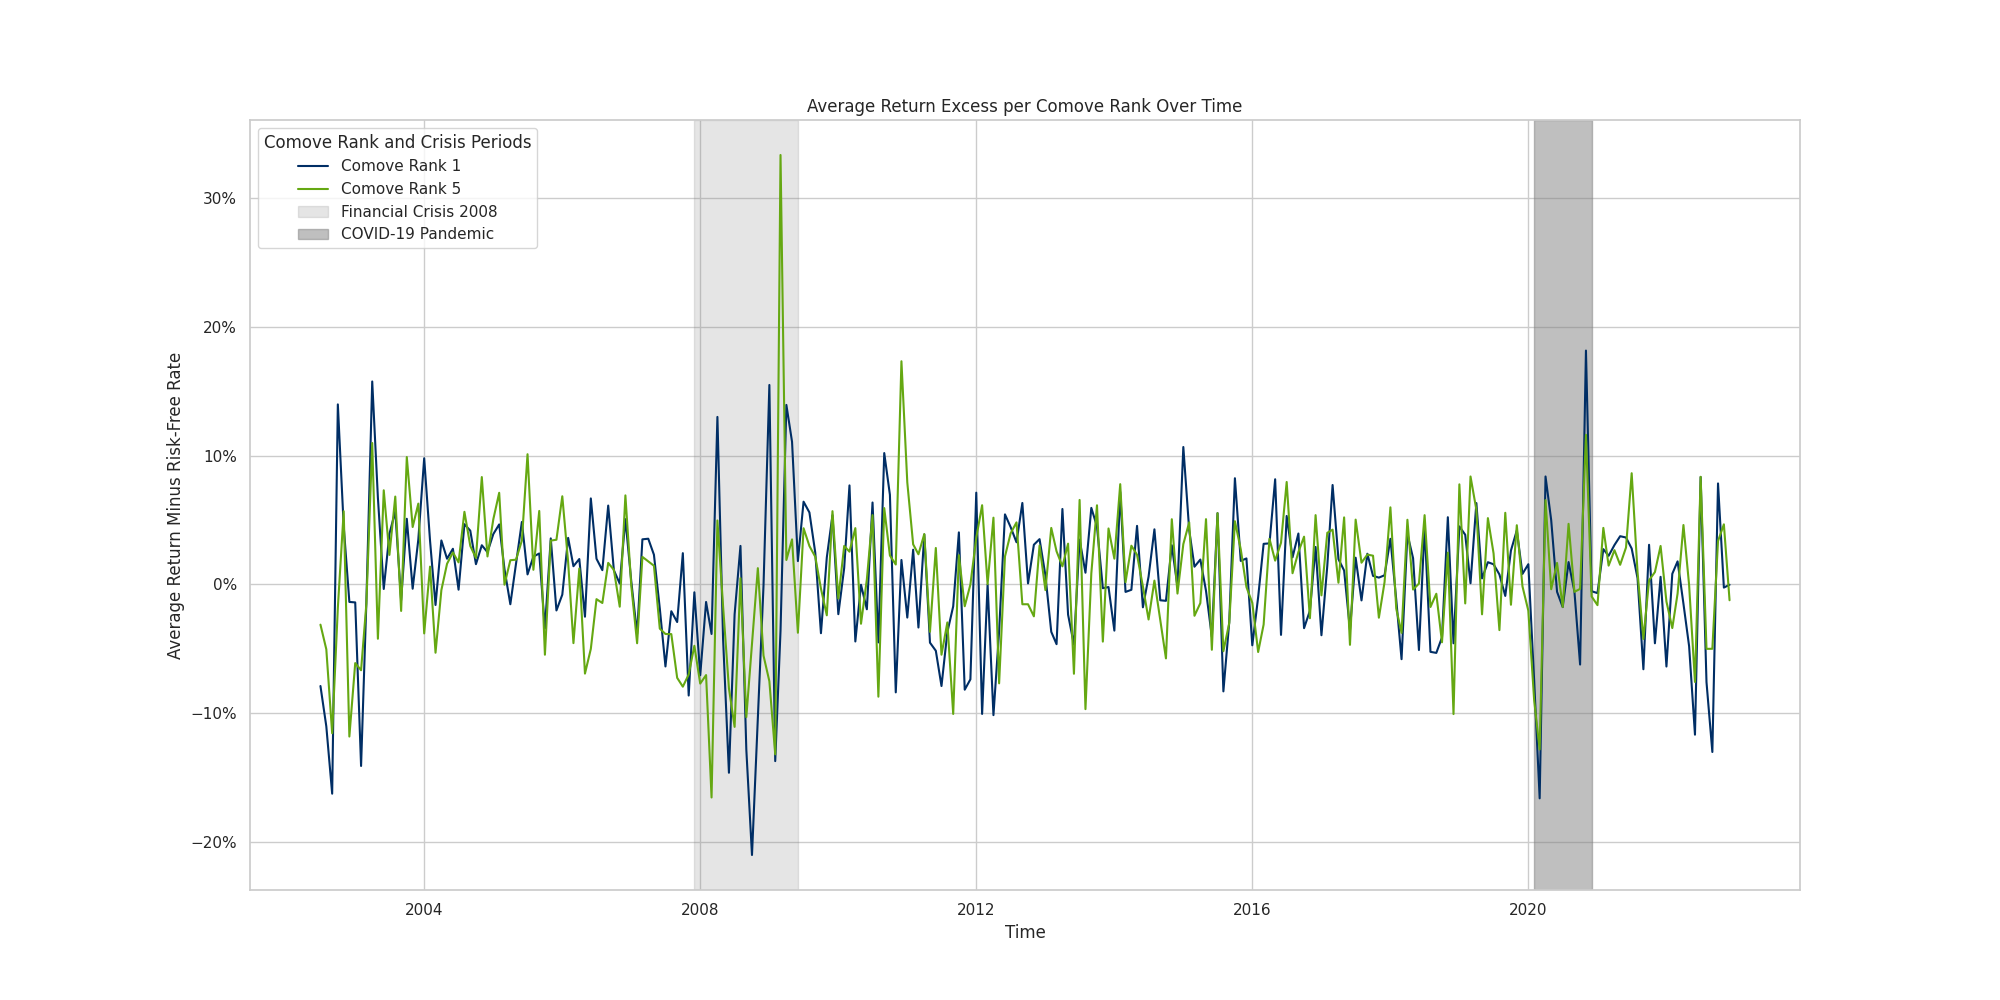 Average Return Excess per Comove Rank Over Time
Comove Rank and Crisis Periods
Comove Rank 1
Comove Rank 5
Financial Crisis 2008
COVID-19 Pandemic
Average Return Minus Risk-Free Rate
30%
20%
10%
0%
−10%
−20%
2004
2008
2012
2016
2020
Time